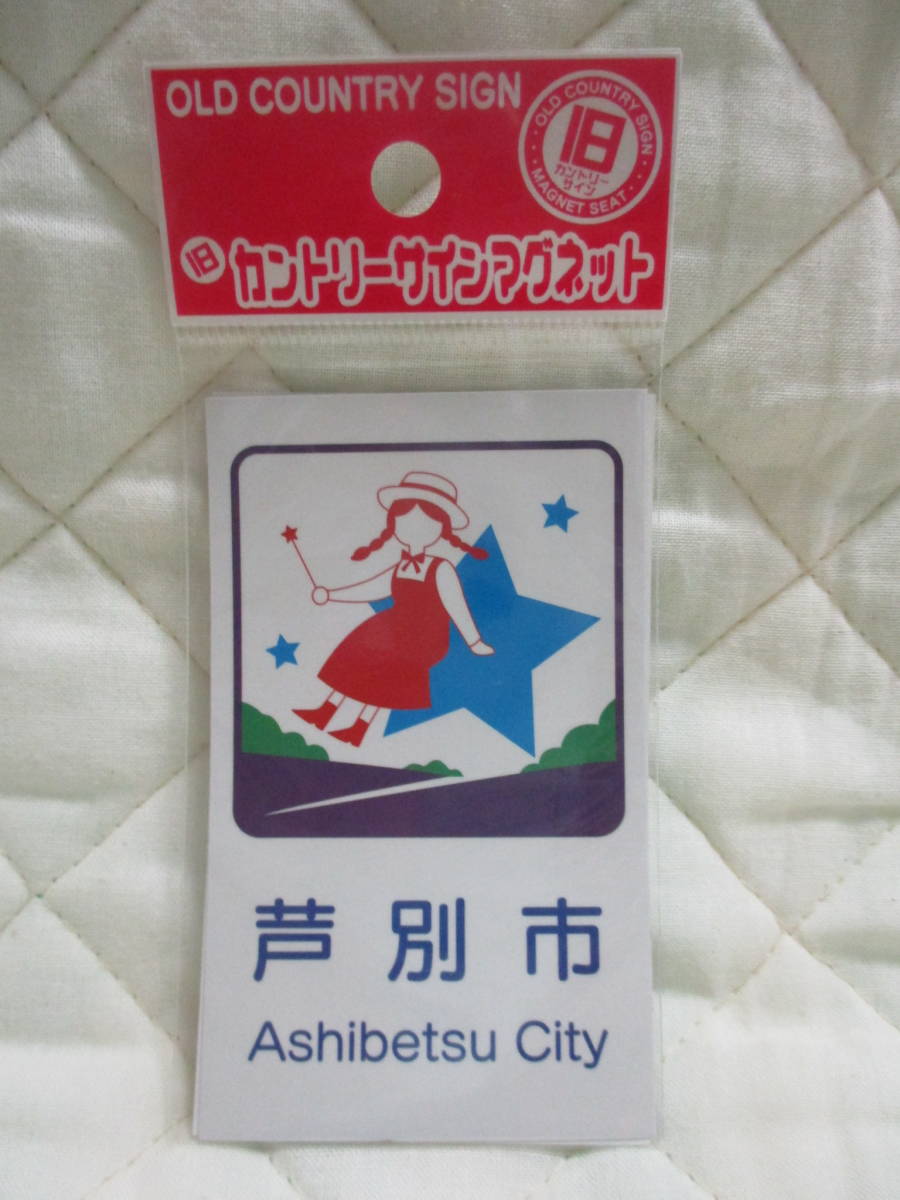 OLD COUNTRY SIGN
OLD COUNTRY SIGN
旧
カントリー
サイン
MAGNET SEAT
旧 カントリーサインマグネット
芦別市
Ashibetsu City